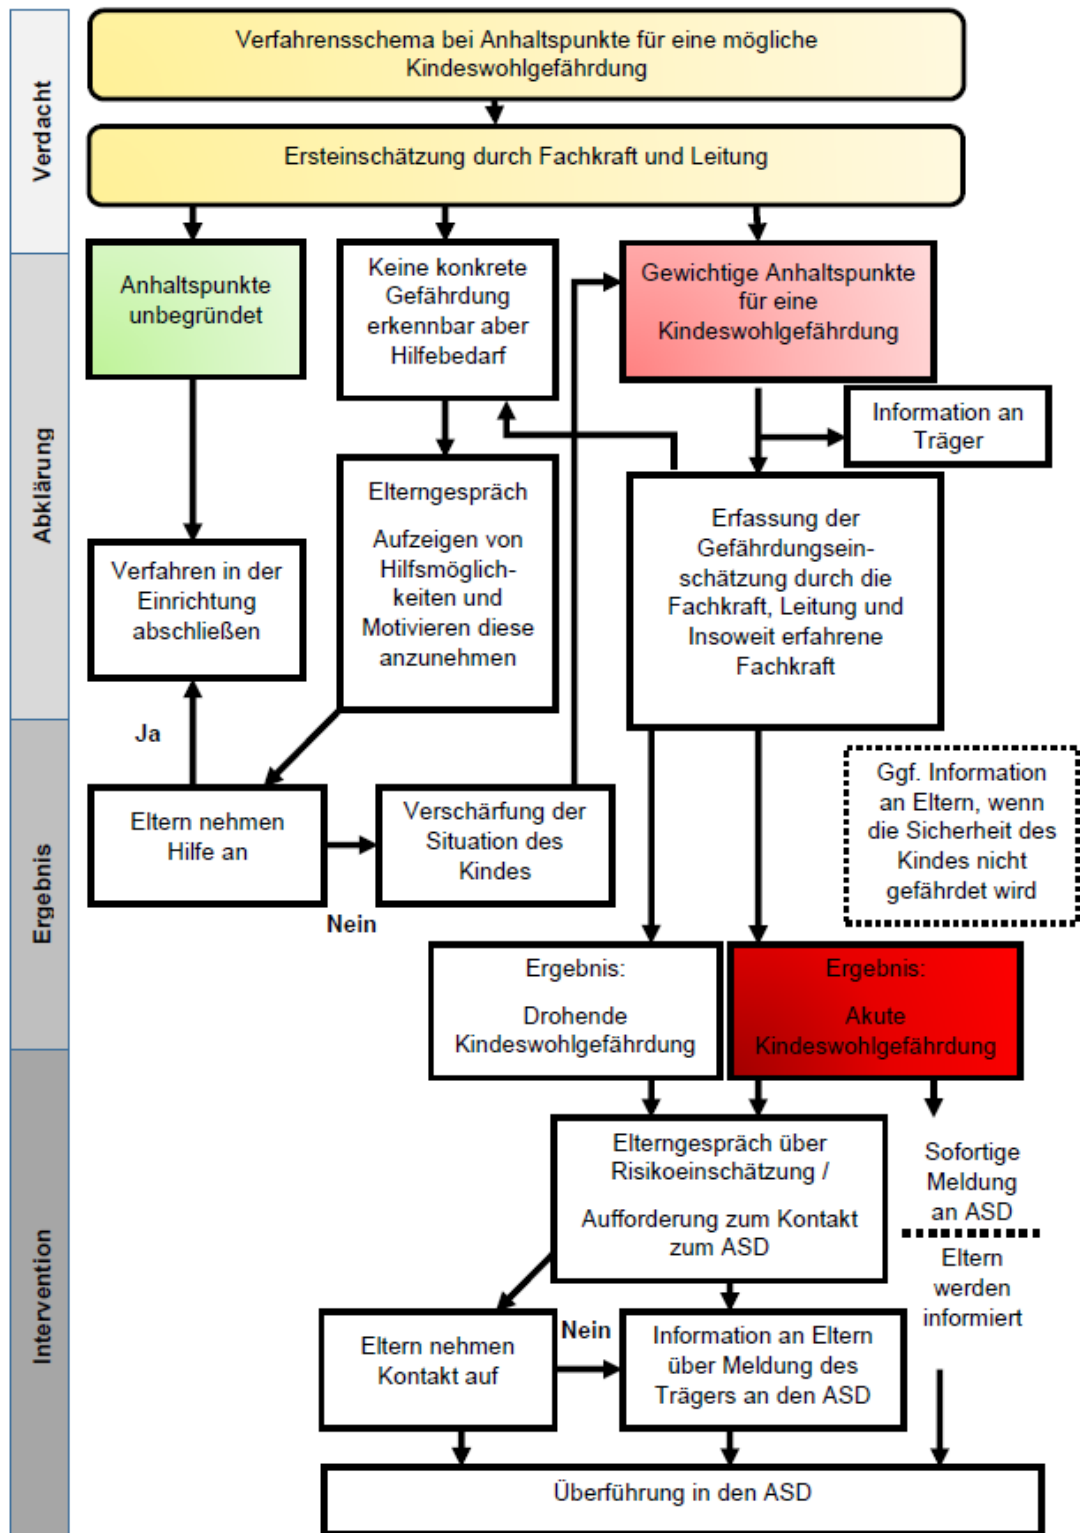 Verdacht
Verfahrensschema bei Anhaltspunkte für eine mögliche
Kindeswohlgefährdung
Ersteinschätzung durch Fachkraft und Leitung
Abklärung
Anhaltspunkte
unbegründet
Keine konkrete
Gefährdung
erkennbar aber
Hilfebedarf
Gewichtige Anhaltspunkte
für eine
Kindeswohlgefährdung
Information an
Träger
Elterngespräch
Aufzeigen von
Hilfsmöglich-
keiten und
Motivieren diese
anzunehmen
Erfassung der
Gefährdungsein-
schätzung durch die
Fachkraft, Leitung und
Insoweit erfahrene
Fachkraft
Verfahren in der
Einrichtung
abschließen
Ja
Ergebnis
Eltern nehmen
Hilfe an
Nein
Verschärfung der
Situation des
Kindes
Ggf. Information
an Eltern, wenn
die Sicherheit des
Kindes nicht
gefährdet wird
Ergebnis:
Drohende
Kindeswohlgefährdung
Ergebnis:
Akute
Kindeswohlgefährdung
Intervention
Elterngespräch über
Risikoeinschätzung /
Aufforderung zum Kontakt
zum ASD
Sofortige
Meldung
an ASD
Eltern
werden
informiert
Eltern nehmen
Kontakt auf
Nein
Information an Eltern
über Meldung des
Trägers an den ASD
Überführung in den ASD